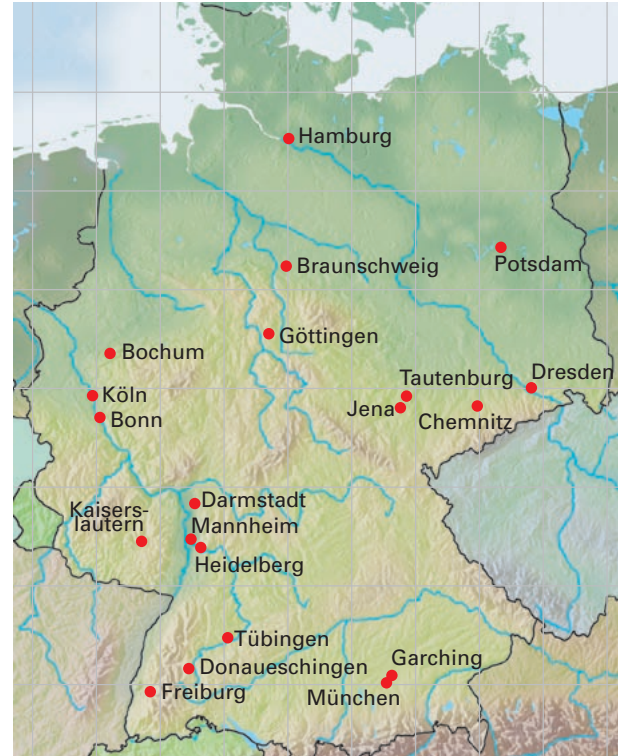 Hamburg
Potsdam
Braunschweig
Göttingen
Bochum
Tautenburg
Dresden
Köln
Jena
Chemnitz
Bonn
Darmstadt
Kaisers-
lautern
Mannheim
Heidelberg
Tübingen
Garching
Donaueschingen
München
Freiburg